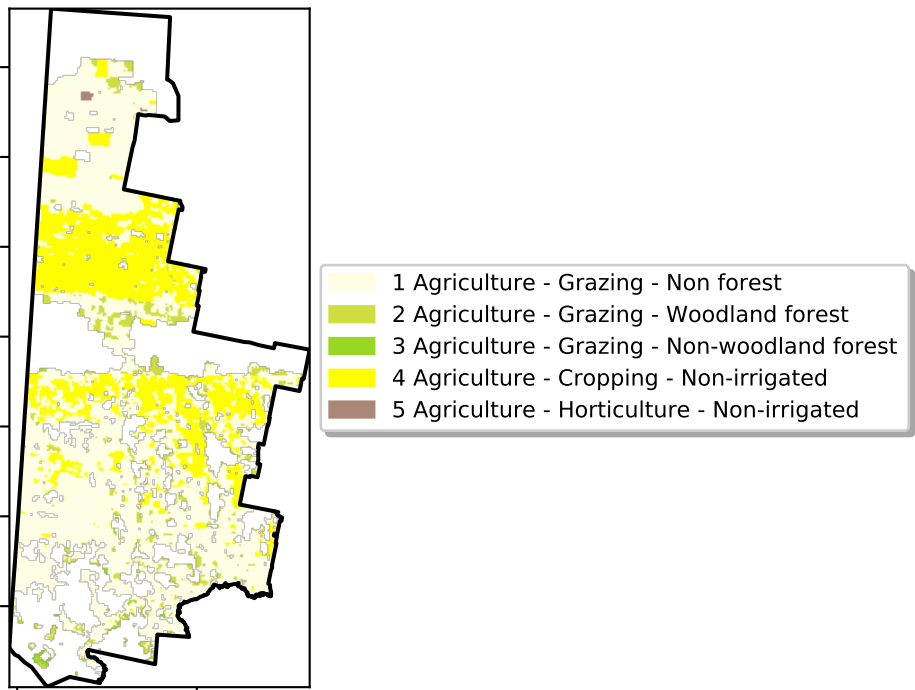 1 Agriculture - Grazing - Non forest
2 Agriculture - Grazing - Woodland forest
3 Agriculture - Grazing - Non-woodland forest
4 Agriculture - Cropping - Non-irrigated
5 Agriculture - Horticulture - Non-irrigated